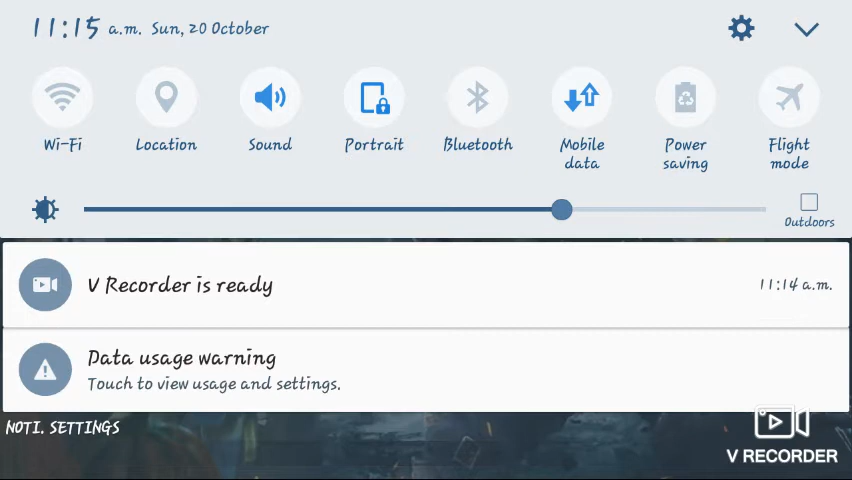 11:15 a.m. Sun, 20 October
Wi-Fi Location Sound Portrait Bluetooth Mobile data Power saving Flight mode
Outdoors
V Recorder is ready 11:14 a.m.
Data usage warning
Touch to view usage and settings.
NOTI. SETTINGS
V RECORDER